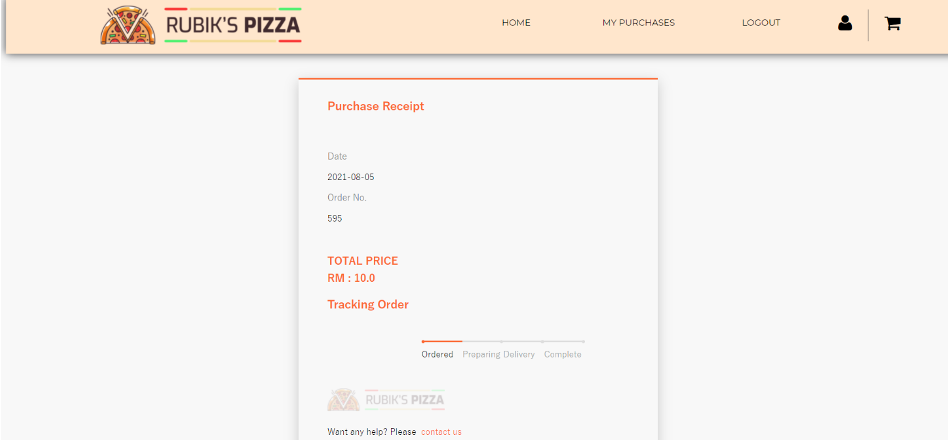 RUBIK'S PIZZA
HOME MY PURCHASES LOGOUT
Purchase Receipt
Date
2021-08-05
Order No.
595
TOTAL PRICE
RM : 10.0
Tracking Order
Ordered Preparing Delivery Complete
RUBIK'S PIZZA
Want any help? Please contact us